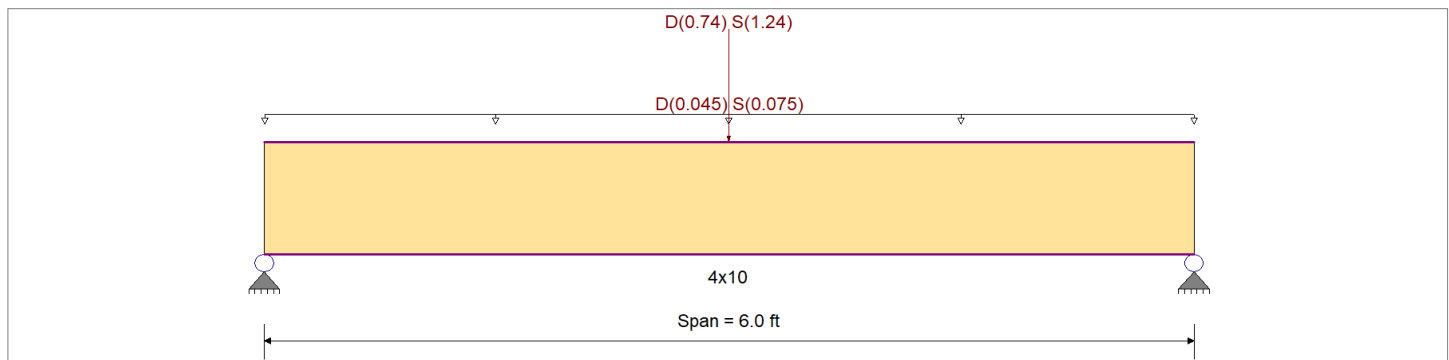 D(0.74) S(1.24)
D(0.045) S(0.075)
4x10
Span = 6.0 ft